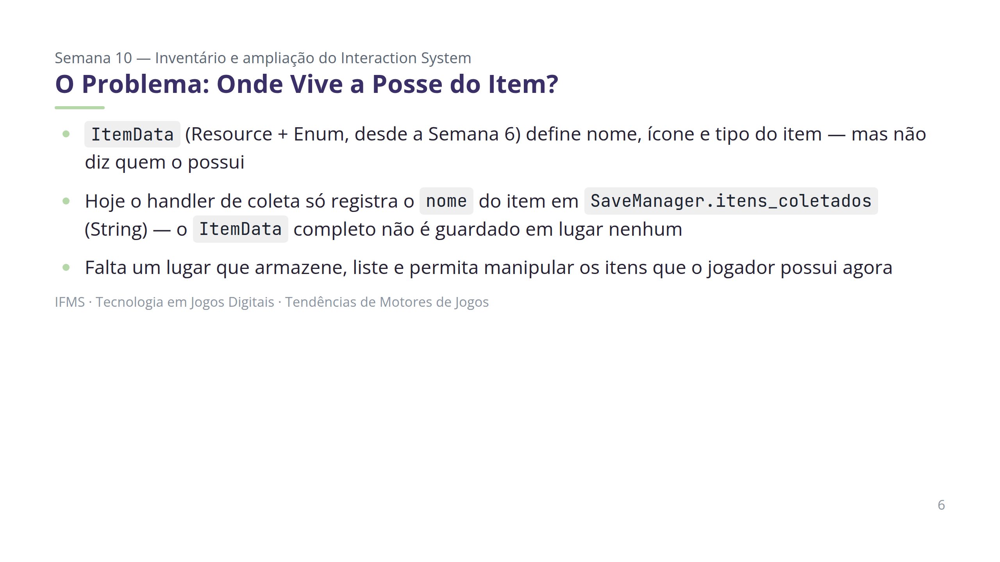 Semana 10 — Inventário e ampliação do Interaction System
O Problema: Onde Vive a Posse do Item?
ItemData (Resource + Enum, desde a Semana 6) define nome, ícone e tipo do item — mas não
diz quem o possui
Hoje o handler de coleta só registra o nome do item em SaveManager.itens_coletados
(String) — o ItemData completo não é guardado em lugar nenhum
Falta um lugar que armazene, liste e permita manipular os itens que o jogador possui agora
IFMS · Tecnologia em Jogos Digitais · Tendências de Motores de Jogos
6